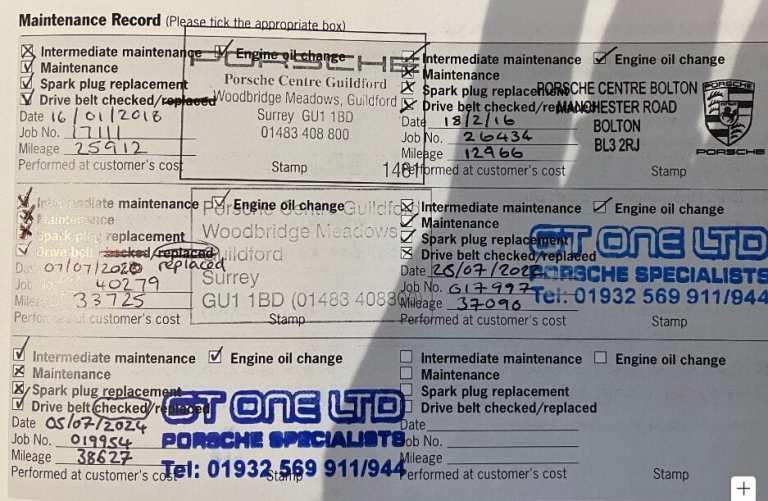 Maintenance Record (Please tick the appropriate box)
Intermediate maintenance Engine oil change
Maintenance
Spark plug replacement
Drive belt checked/replaced
Date 16/01/2018
Job No. 17111
Mileage 25912
Performed at customer's cost Stamp
PORSCHE
Porsche Centre Guildford
Woodbridge Meadows, Guildford
Surrey GU1 1BD
01483 408 800
Intermediate maintenance Engine oil change
Maintenance
Spark plug replacement
Drive belt checked/replaced
Date 18/2/16
Job No. 26434
Mileage 12966
Performed at customer's cost Stamp
PORSCHE CENTRE BOLTON
MANCHESTER ROAD
BOLTON
BL3 2RJ
PORSCHE
PORSCHE
Intermediate maintenance Engine oil change
Maintenance
Spark plug replacement
Drive belt checked/replaced
replaced
Date 07/07/2020
Job No. 40279
Mileage 33725
Performed at customer's cost Stamp
Porsche Centre Guildford
Woodbridge Meadows
Guildford
Surrey
GU1 1BD (01483 408800)
Intermediate maintenance Engine oil change
Maintenance
Spark plug replacement
Drive belt checked/replaced
Date
Job No. 017997
Mileage 37090
Performed at customer's cost Stamp
GT ONE LTD
PORSCHE SPECIALISTS
Tel: 01932 569 911/944
Intermediate maintenance Engine oil change
Maintenance
Spark plug replacement
Drive belt checked/replaced
Date 05/07/2024
Job No. 019954
Mileage 38627
Performed at customer's cost Stamp
GT ONE LTD
PORSCHE SPECIALISTS
Tel: 01932 569 911/944
Intermediate maintenance Engine oil change
Maintenance
Spark plug replacement
Drive belt checked/replaced
Date
Job No.
Mileage
Performed at customer's cost Stamp